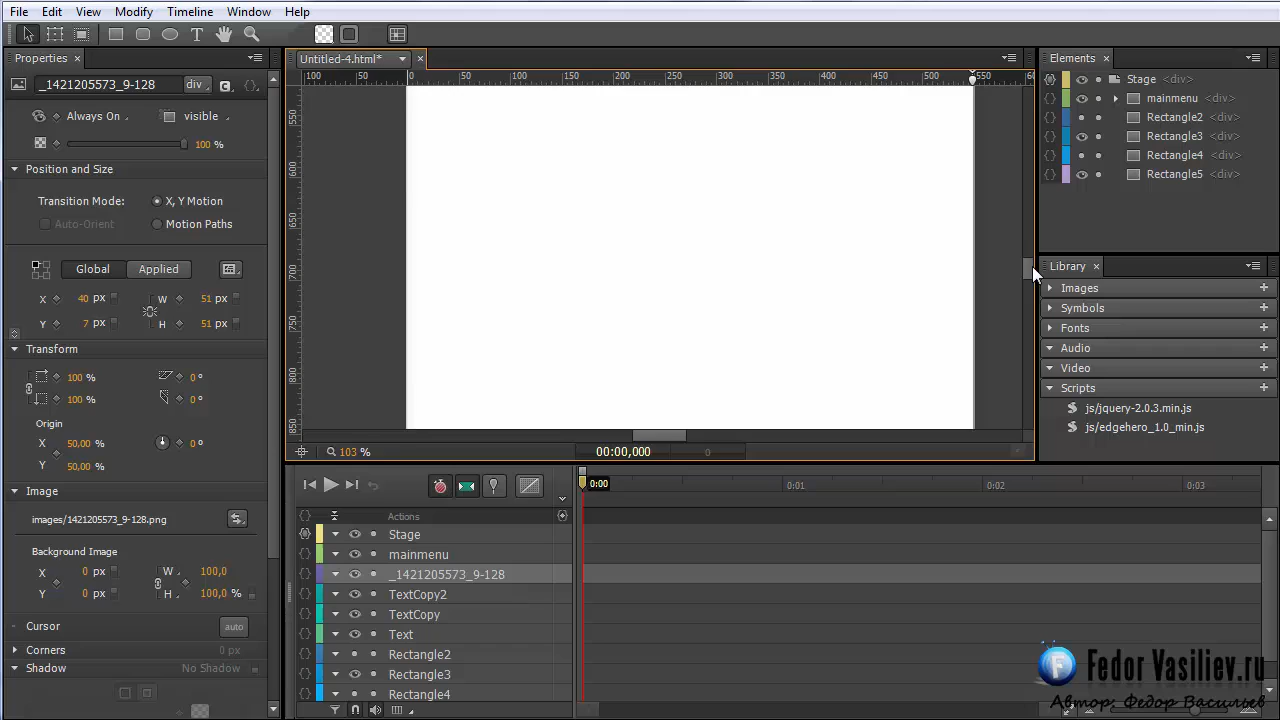 File Edit View Modify Timeline Window Help
Properties ×
_1421205573_9-128 div
Always On visible
100 %
Position and Size
Transition Mode: X, Y Motion
Auto-Orient Motion Paths
Global Applied
X 40 px W 51 px
Y 7 px H 51 px
Transform
100 % 0 °
100 % 0 °
Origin
X 50,00 % 0 °
Y 50,00 %
Image
images/1421205573_9-128.png
Background Image
X 0 px W 100,0
Y 0 px H 100,0 %
Cursor auto
Corners 0 px
Shadow No Shadow
Untitled-4.html* ×
100 50 0 50 100 150 200 250 300 350 400 450 500 550 60
550
600
650
700
750
800
850
103 % 00:00,000 0
Elements ×
Stage <div>
mainmenu <div>
Rectangle2 <div>
Rectangle3 <div>
Rectangle4 <div>
Rectangle5 <div>
Library ×
Images +
Symbols +
Fonts +
Audio +
Video +
Scripts +
js/jquery-2.0.3.min.js
js/edgehero_1.0_min.js
0:00 0:01 0:02 0:03
Actions
Stage
mainmenu
_1421205573_9-128
TextCopy2
TextCopy
Text
Rectangle2
Rectangle3
Rectangle4
Fedor Vasiliev.ru
Автор: Федор Васильев